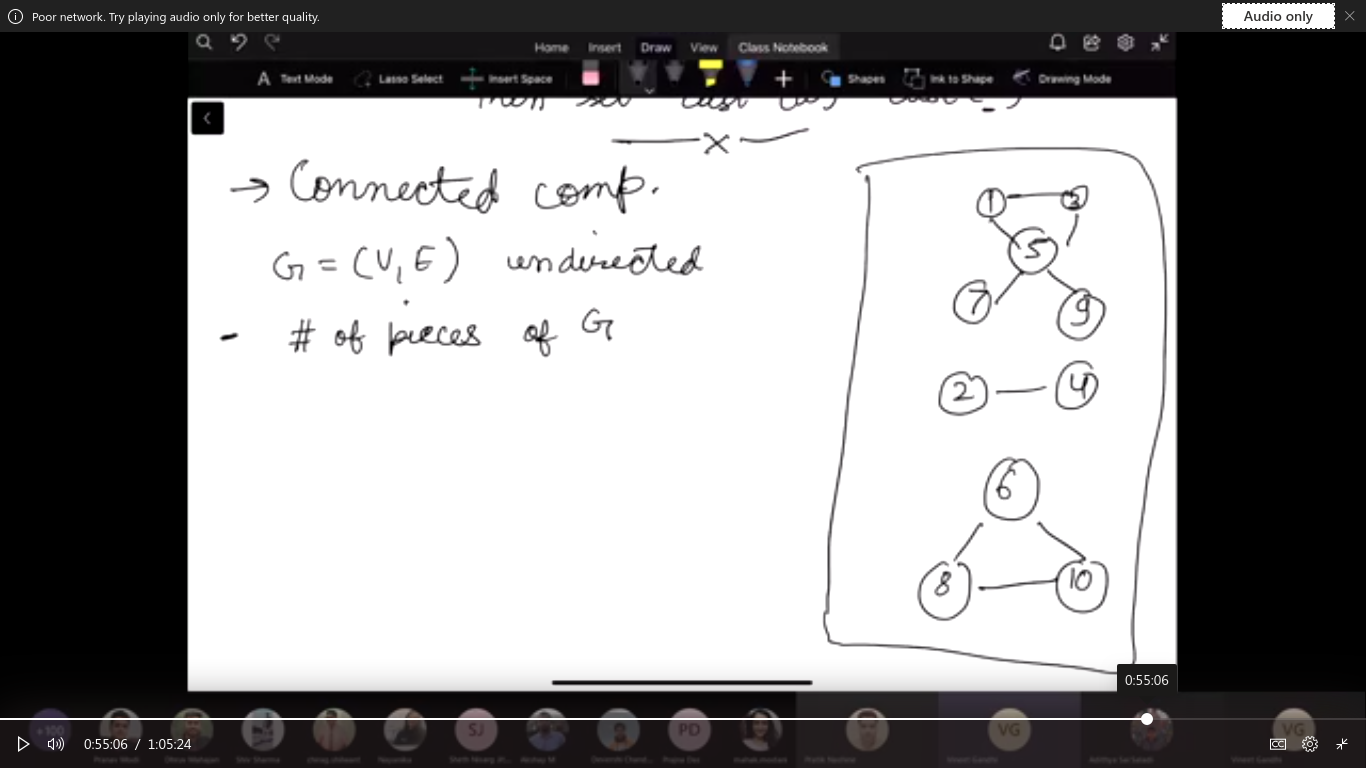 Poor network. Try playing audio only for better quality.
Audio only
Home Insert Draw View Class Notebook
Text Mode Lasso Select Insert Space Shapes Ink to Shape Drawing Mode
→ Connected comp.
G = (V, E) undirected
- # of pieces of G
1 3
5
7 9
2 4
6
8 10
0:55:06
+100 SJ PD VG VG
0:55:06 / 1:05:24
CC